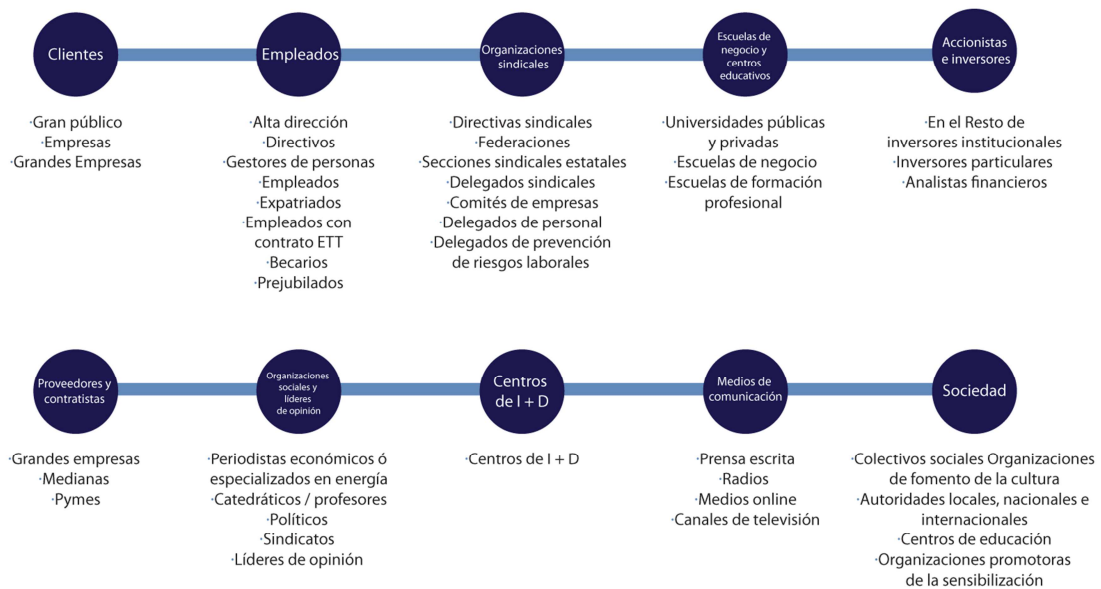 Clientes
·Gran público
·Empresas
·Grandes Empresas
Empleados
·Alta dirección
·Directivos
·Gestores de personas
·Empleados
·Expatriados
·Empleados con
contrato ETT
·Becarios
·Prejubilados
Organizaciones
sindicales
·Directivas sindicales
·Federaciones
·Secciones sindicales estatales
·Delegados sindicales
·Comités de empresas
·Delegados de personal
·Delegados de prevención
de riesgos laborales
Escuelas de
negocio y
centros
educativos
·Universidades públicas
y privadas
·Escuelas de negocio
·Escuelas de formación
profesional
Accionistas
e inversores
·En el Resto de
inversores institucionales
·Inversores particulares
·Analistas financieros
Proveedores y
contratistas
·Grandes empresas
·Medianas
·Pymes
Organizaciones
sociales y
líderes
de opinión
·Periodistas económicos ó
especializados en energía
·Catedráticos / profesores
·Políticos
·Sindicatos
·Líderes de opinión
Centros
de I + D
·Centros de I + D
Medios de
comunicación
·Prensa escrita
·Radios
·Medios online
·Canales de televisión
Sociedad
·Colectivos sociales Organizaciones
de fomento de la cultura
·Autoridades locales, nacionales e
internacionales
·Centros de educación
·Organizaciones promotoras
de la sensibilización